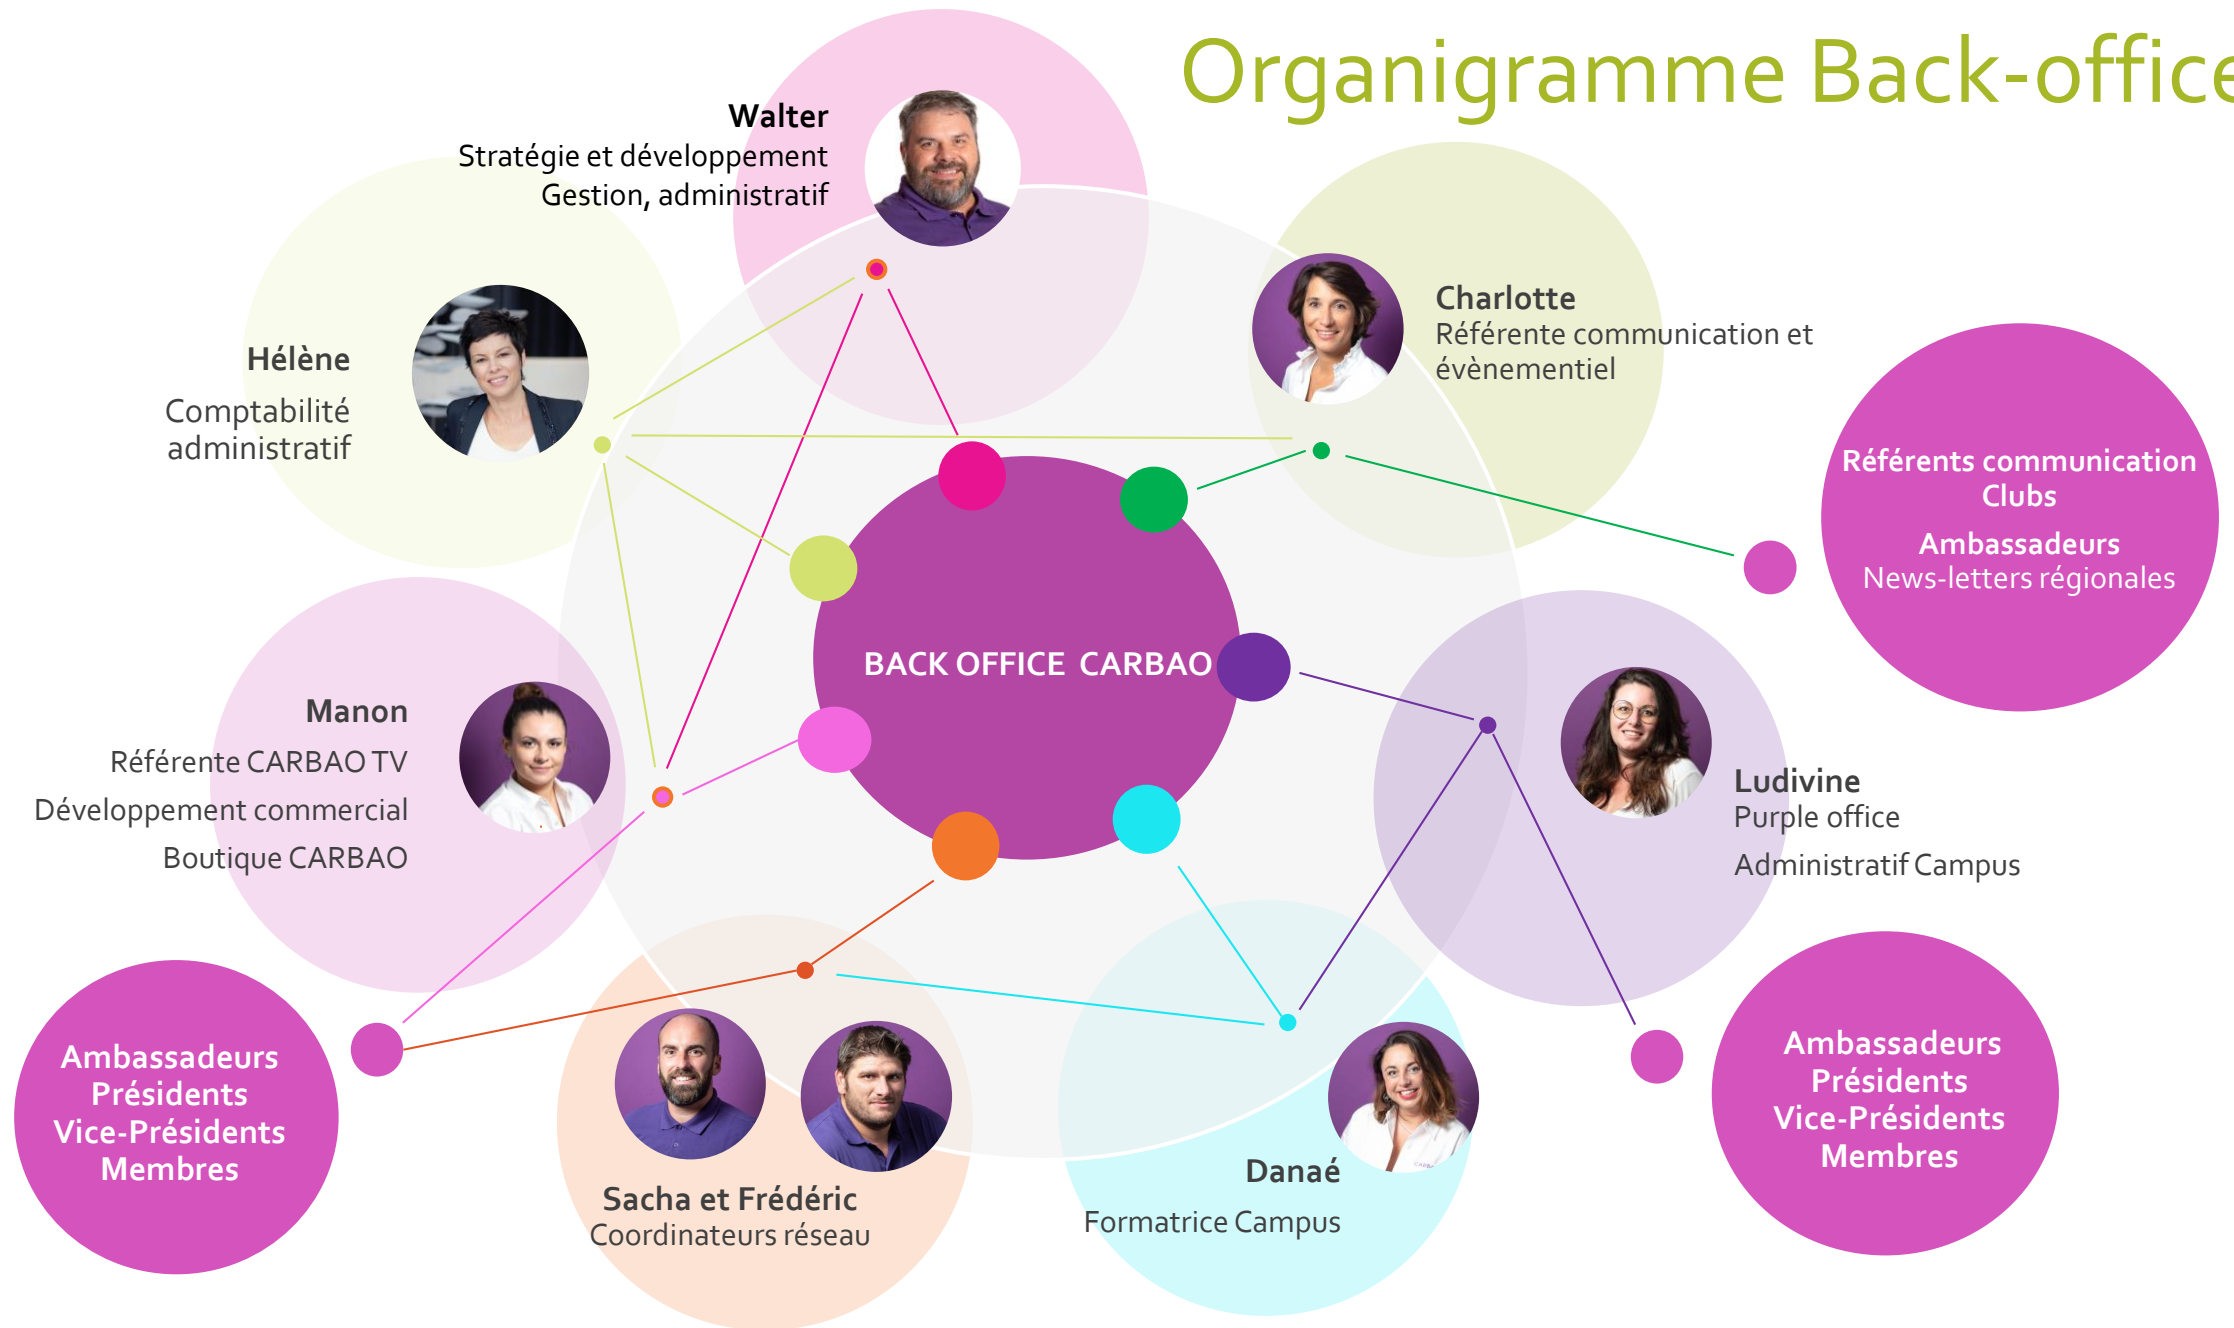 Organigramme Back-office
Walter
Stratégie et développement
Gestion, administratif
Charlotte
Référente communication et
évènementiel
Hélène
Comptabilité
administratif
Référents communication
Clubs
Ambassadeurs
News-letters régionales
BACK OFFICE CARBAO
Manon
Référente CARBAO TV
Développement commercial
Boutique CARBAO
Ludivine
Purple office
Administratif Campus
Ambassadeurs
Présidents
Vice-Présidents
Membres
Sacha et Frédéric
Coordinateurs réseau
Danaé
Formatrice Campus
Ambassadeurs
Présidents
Vice-Présidents
Membres